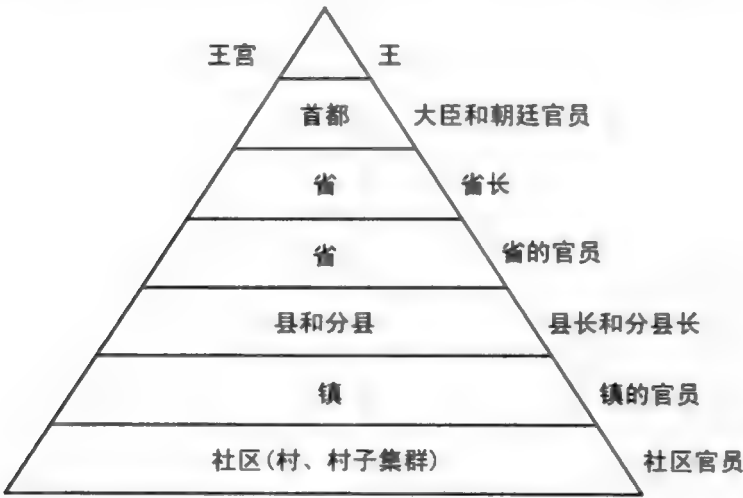 王宫 王
首都 大臣和朝廷官员
省 省长
省 省的官员
县和分县 县长和分县长
镇 镇的官员
社区(村、村子集群) 社区官员